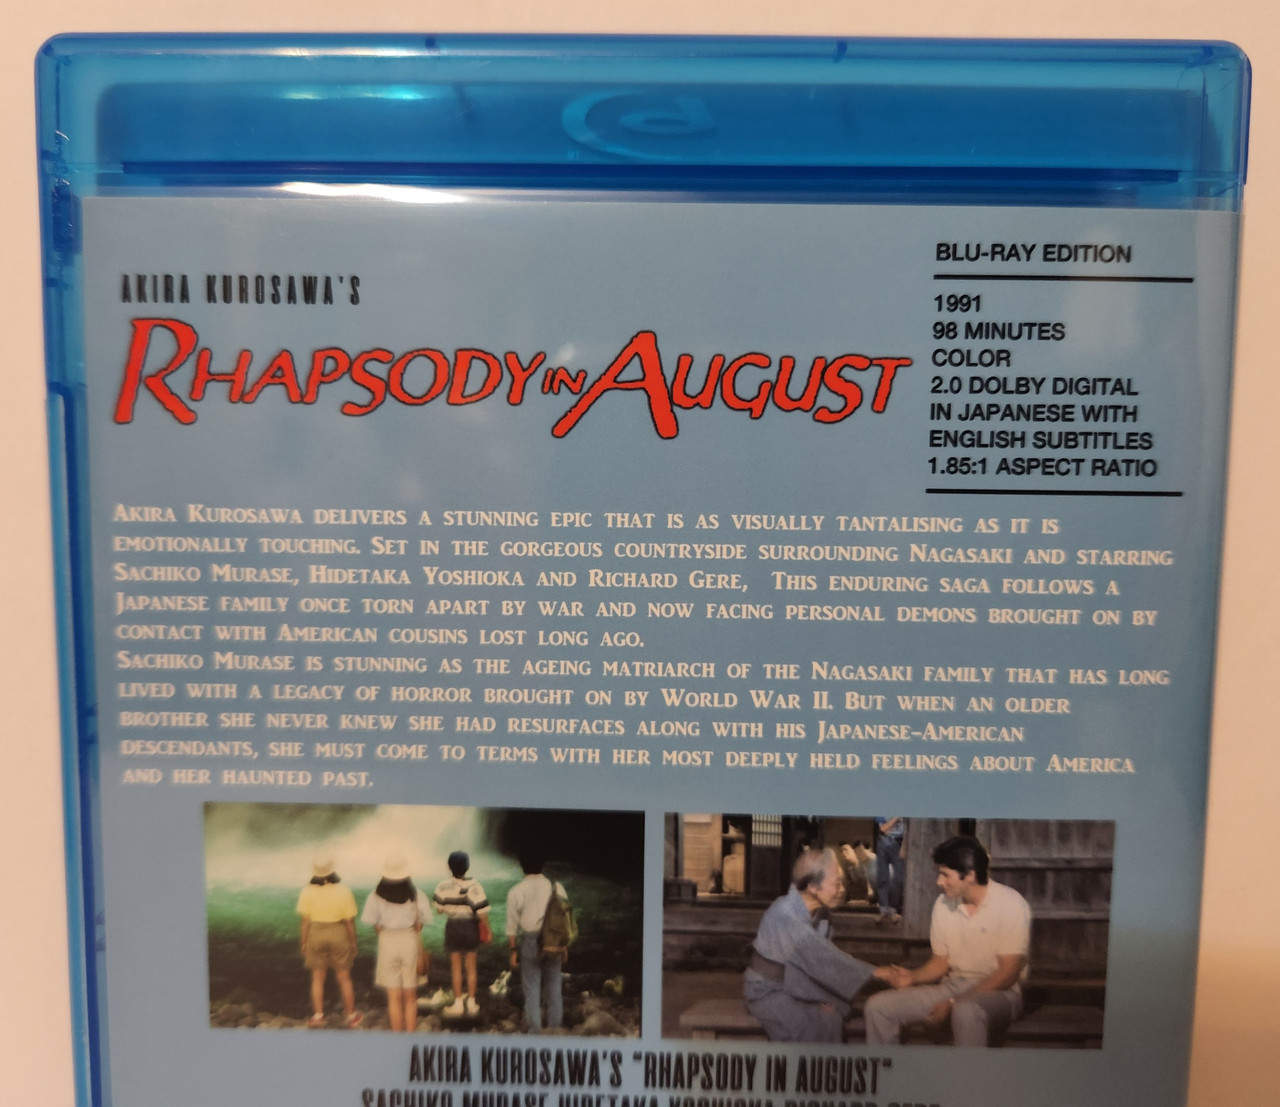 AKIRA KUROSAWA'S
RHAPSODY IN AUGUST
BLU-RAY EDITION
1991
98 MINUTES
COLOR
2.0 DOLBY DIGITAL
IN JAPANESE WITH
ENGLISH SUBTITLES
1.85:1 ASPECT RATIO
AKIRA KUROSAWA DELIVERS A STUNNING EPIC THAT IS AS VISUALLY TANTALISING AS IT IS
EMOTIONALLY TOUCHING. SET IN THE GORGEOUS COUNTRYSIDE SURROUNDING NAGASAKI AND STARRING
SACHIKO MURASE, HIDETAKA YOSHIOKA AND RICHARD GERE, THIS ENDURING SAGA FOLLOWS A
JAPANESE FAMILY ONCE TORN APART BY WAR AND NOW FACING PERSONAL DEMONS BROUGHT ON BY
CONTACT WITH AMERICAN COUSINS LOST LONG AGO.
SACHIKO MURASE IS STUNNING AS THE AGEING MATRIARCH OF THE NAGASAKI FAMILY THAT HAS LONG
LIVED WITH A LEGACY OF HORROR BROUGHT ON BY WORLD WAR II. BUT WHEN AN OLDER
BROTHER SHE NEVER KNEW SHE HAD RESURFACES ALONG WITH HIS JAPANESE-AMERICAN
DESCENDANTS, SHE MUST COME TO TERMS WITH HER MOST DEEPLY HELD FEELINGS ABOUT AMERICA
AND HER HAUNTED PAST.
AKIRA KUROSAWA'S "RHAPSODY IN AUGUST"
SACHIKO MURASE HIDETAKA YOSHIOKA RICHARD GERE